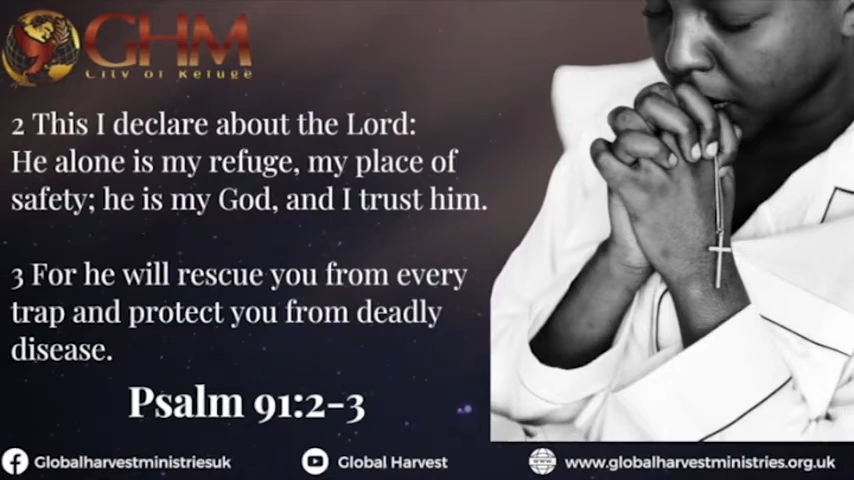 GHM
City of Refuge
2 This I declare about the Lord:
He alone is my refuge, my place of
safety; he is my God, and I trust him.
3 For he will rescue you from every
trap and protect you from deadly
disease.
Psalm 91:2-3
Globalharvestministriesuk
Global Harvest
www.globalharvestministries.org.uk